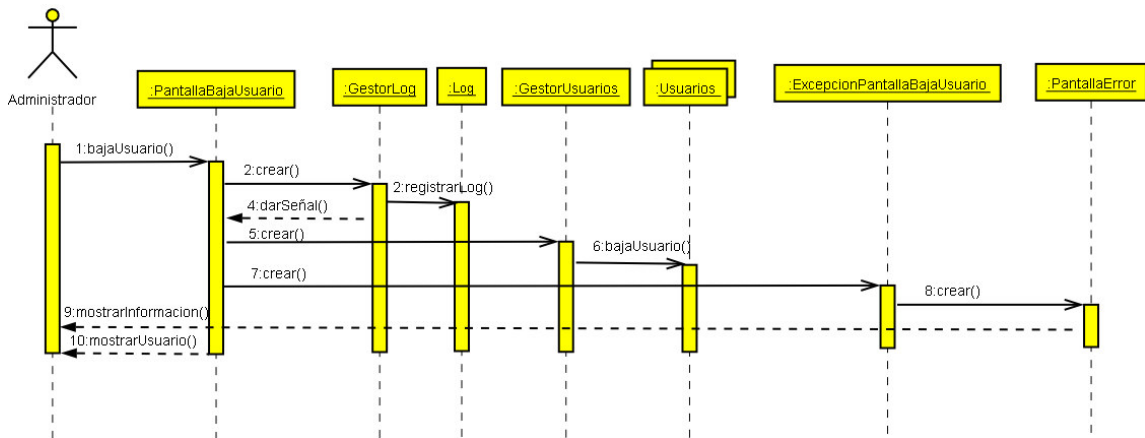 Administrador
:PantallaBajaUsuario
:GestorLog
:Log
:GestorUsuarios
:Usuarios
:ExcepcionPantallaBajaUsuario
:PantallaError
1:bajaUsuario()
2:crear()
2:registrarLog()
4:darSeñal()
5:crear()
6:bajaUsuario()
7:crear()
8:crear()
9:mostrarInformacion()
10:mostrarUsuario()